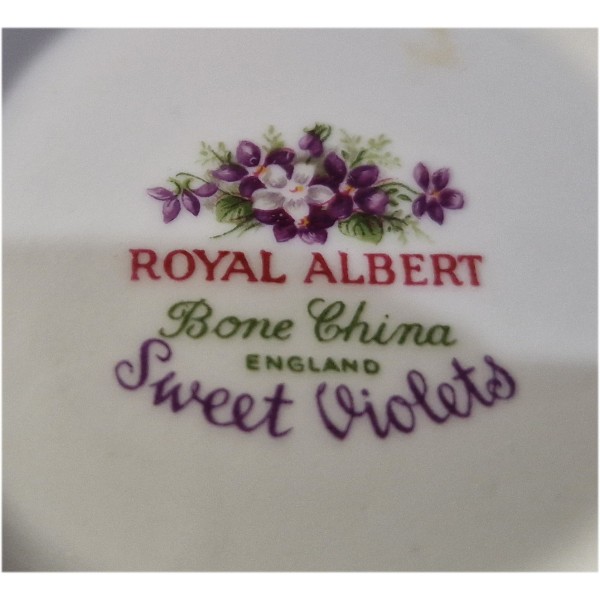 ROYAL ALBERT
Bone China
ENGLAND
Sweet Violets